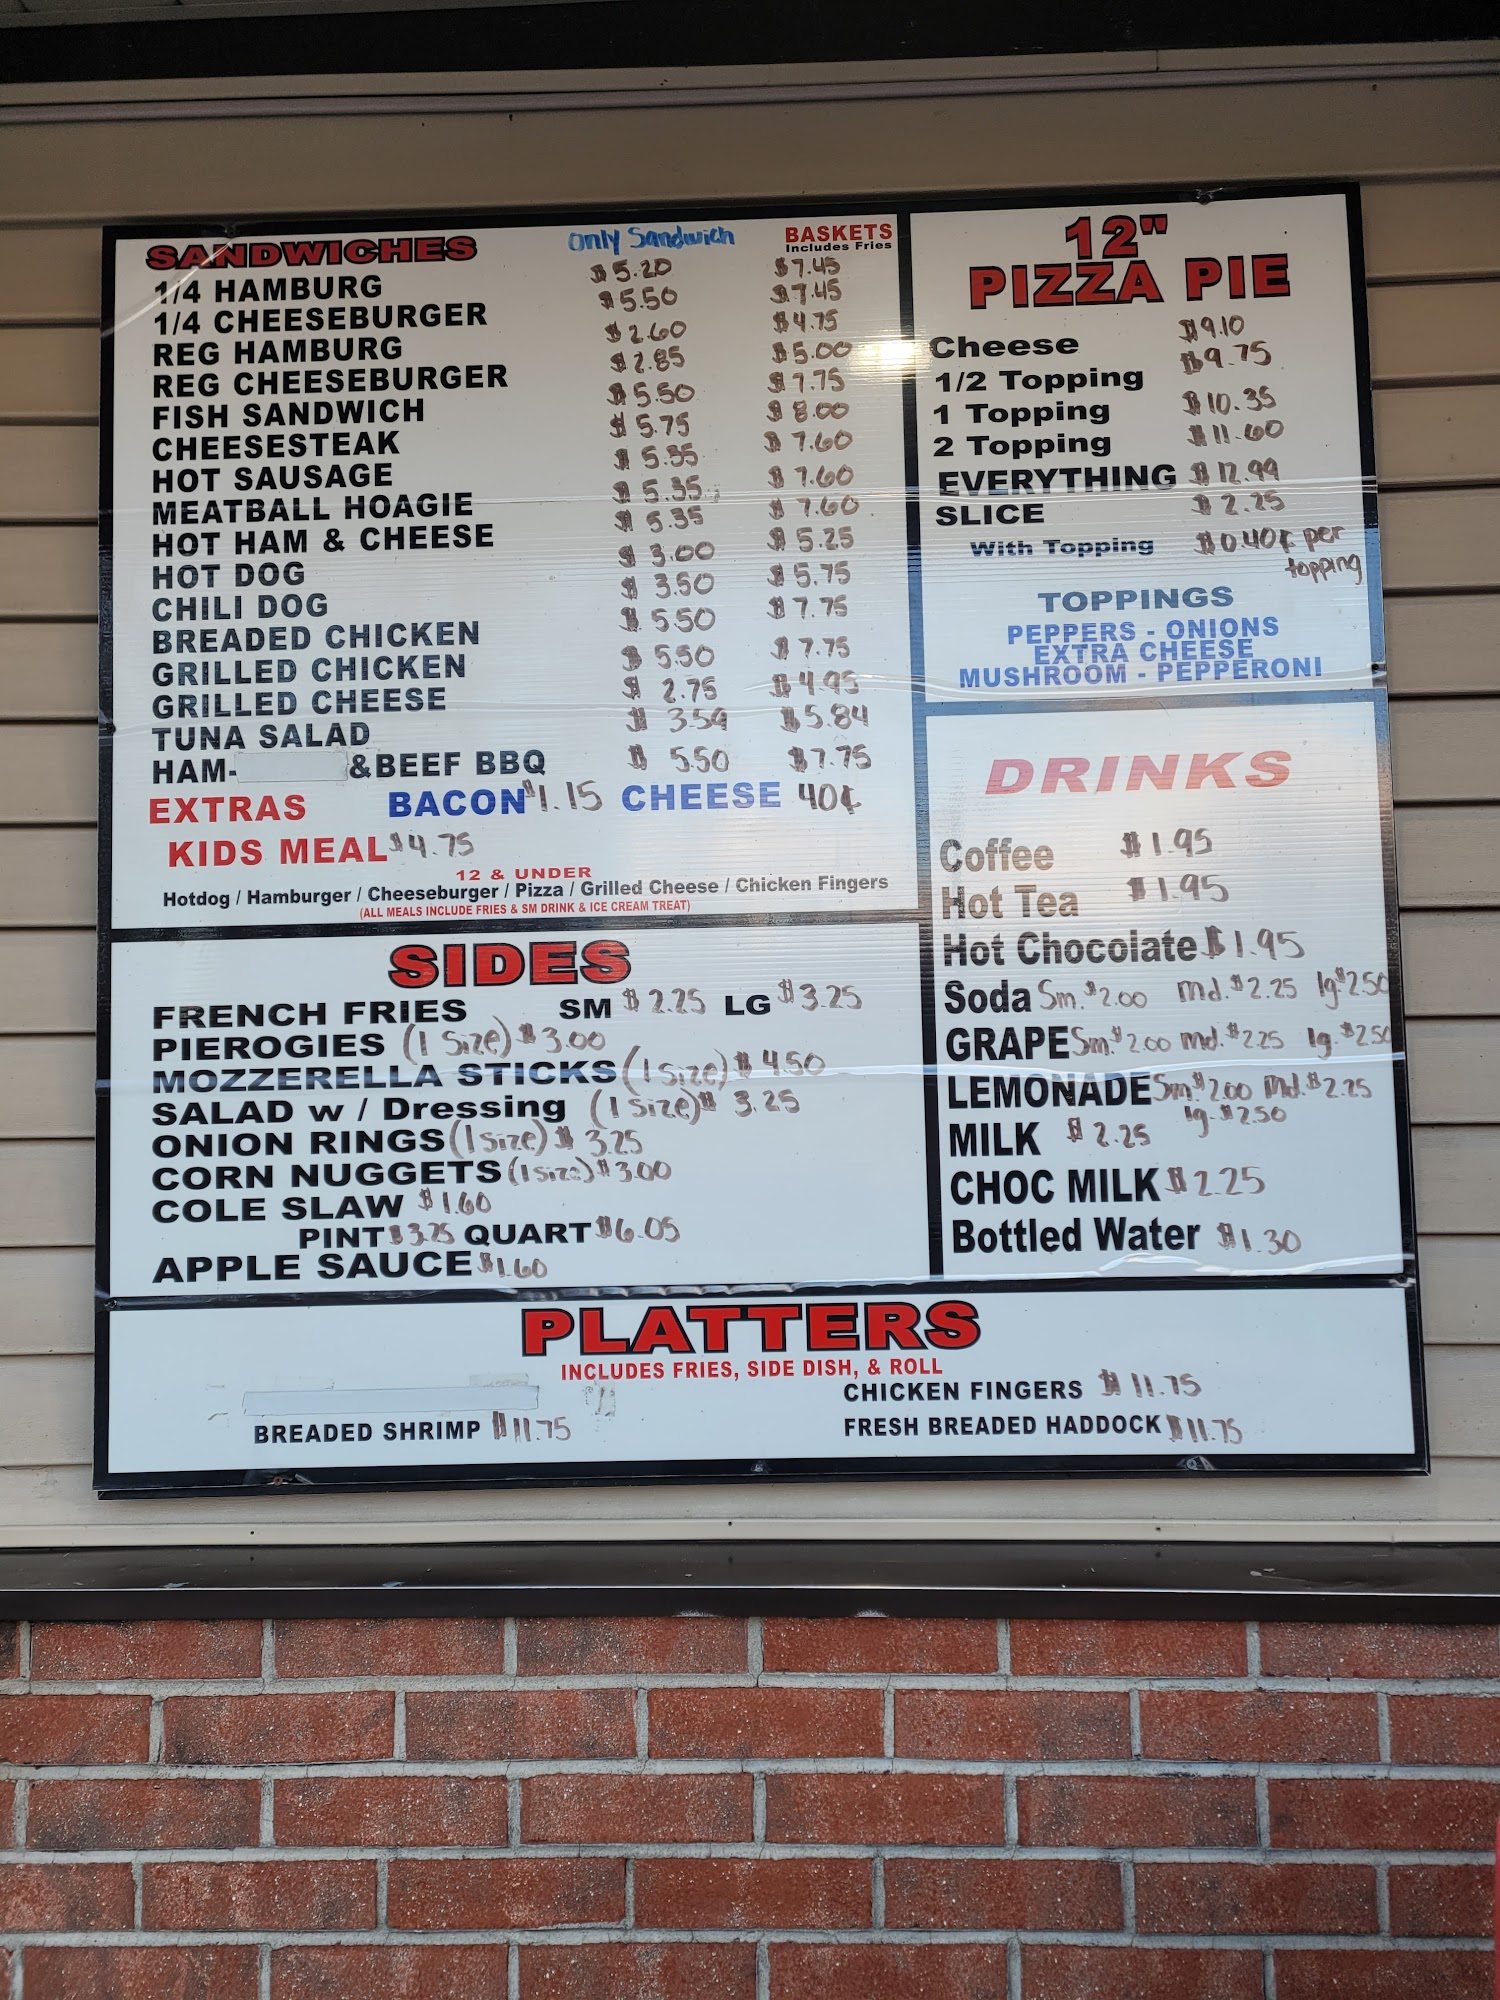 SANDWICHES only Sandwich BASKETS
Includes Fries
1/4 HAMBURG $5.20 $7.45
1/4 CHEESEBURGER $5.50 $7.45
REG HAMBURG $2.60 $4.75
REG CHEESEBURGER $2.85 $5.00
FISH SANDWICH $5.50 $7.75
CHEESESTEAK $5.75 $8.00
HOT SAUSAGE $5.35 $7.60
MEATBALL HOAGIE $5.35 $7.60
HOT HAM & CHEESE $5.35 $7.60
HOT DOG $3.00 $5.25
CHILI DOG $3.50 $5.75
BREADED CHICKEN $5.50 $7.75
GRILLED CHICKEN $5.50 $7.75
GRILLED CHEESE $2.75 $4.95
TUNA SALAD $3.59 $5.84
HAM- &BEEF BBQ $5.50 $7.75
EXTRAS BACON $1.15 CHEESE 40¢
KIDS MEAL $4.75
12 & UNDER
Hotdog / Hamburger / Cheeseburger / Pizza / Grilled Cheese / Chicken Fingers
(ALL MEALS INCLUDE FRIES & SM DRINK & ICE CREAM TREAT)
12"
PIZZA PIE
Cheese $9.10
1/2 Topping $9.75
1 Topping $10.35
2 Topping $11.60
EVERYTHING $12.99
SLICE $2.25
With Topping $0.40¢ per
topping
TOPPINGS
PEPPERS - ONIONS
EXTRA CHEESE
MUSHROOM - PEPPERONI
SIDES
FRENCH FRIES SM $2.25 LG $3.25
PIEROGIES (1 Size) $3.00
MOZZERELLA STICKS (1 size) $4.50
SALAD w / Dressing (1 size) $3.25
ONION RINGS (1 size) $3.25
CORN NUGGETS (1 size) $3.00
COLE SLAW $1.60
PINT $3.25 QUART $6.05
APPLE SAUCE $1.60
DRINKS
Coffee $1.95
Hot Tea $1.95
Hot Chocolate $1.95
Soda Sm. $2.00 md. $2.25 lg $2.50
GRAPE Sm. $2.00 md. $2.25 lg. $2.50
LEMONADE Sm. $2.00 Md. $2.25
lg. $2.50
MILK $2.25
CHOC MILK $2.25
Bottled Water $1.30
PLATTERS
INCLUDES FRIES, SIDE DISH, & ROLL
CHICKEN FINGERS $11.75
BREADED SHRIMP $11.75
FRESH BREADED HADDOCK $11.75